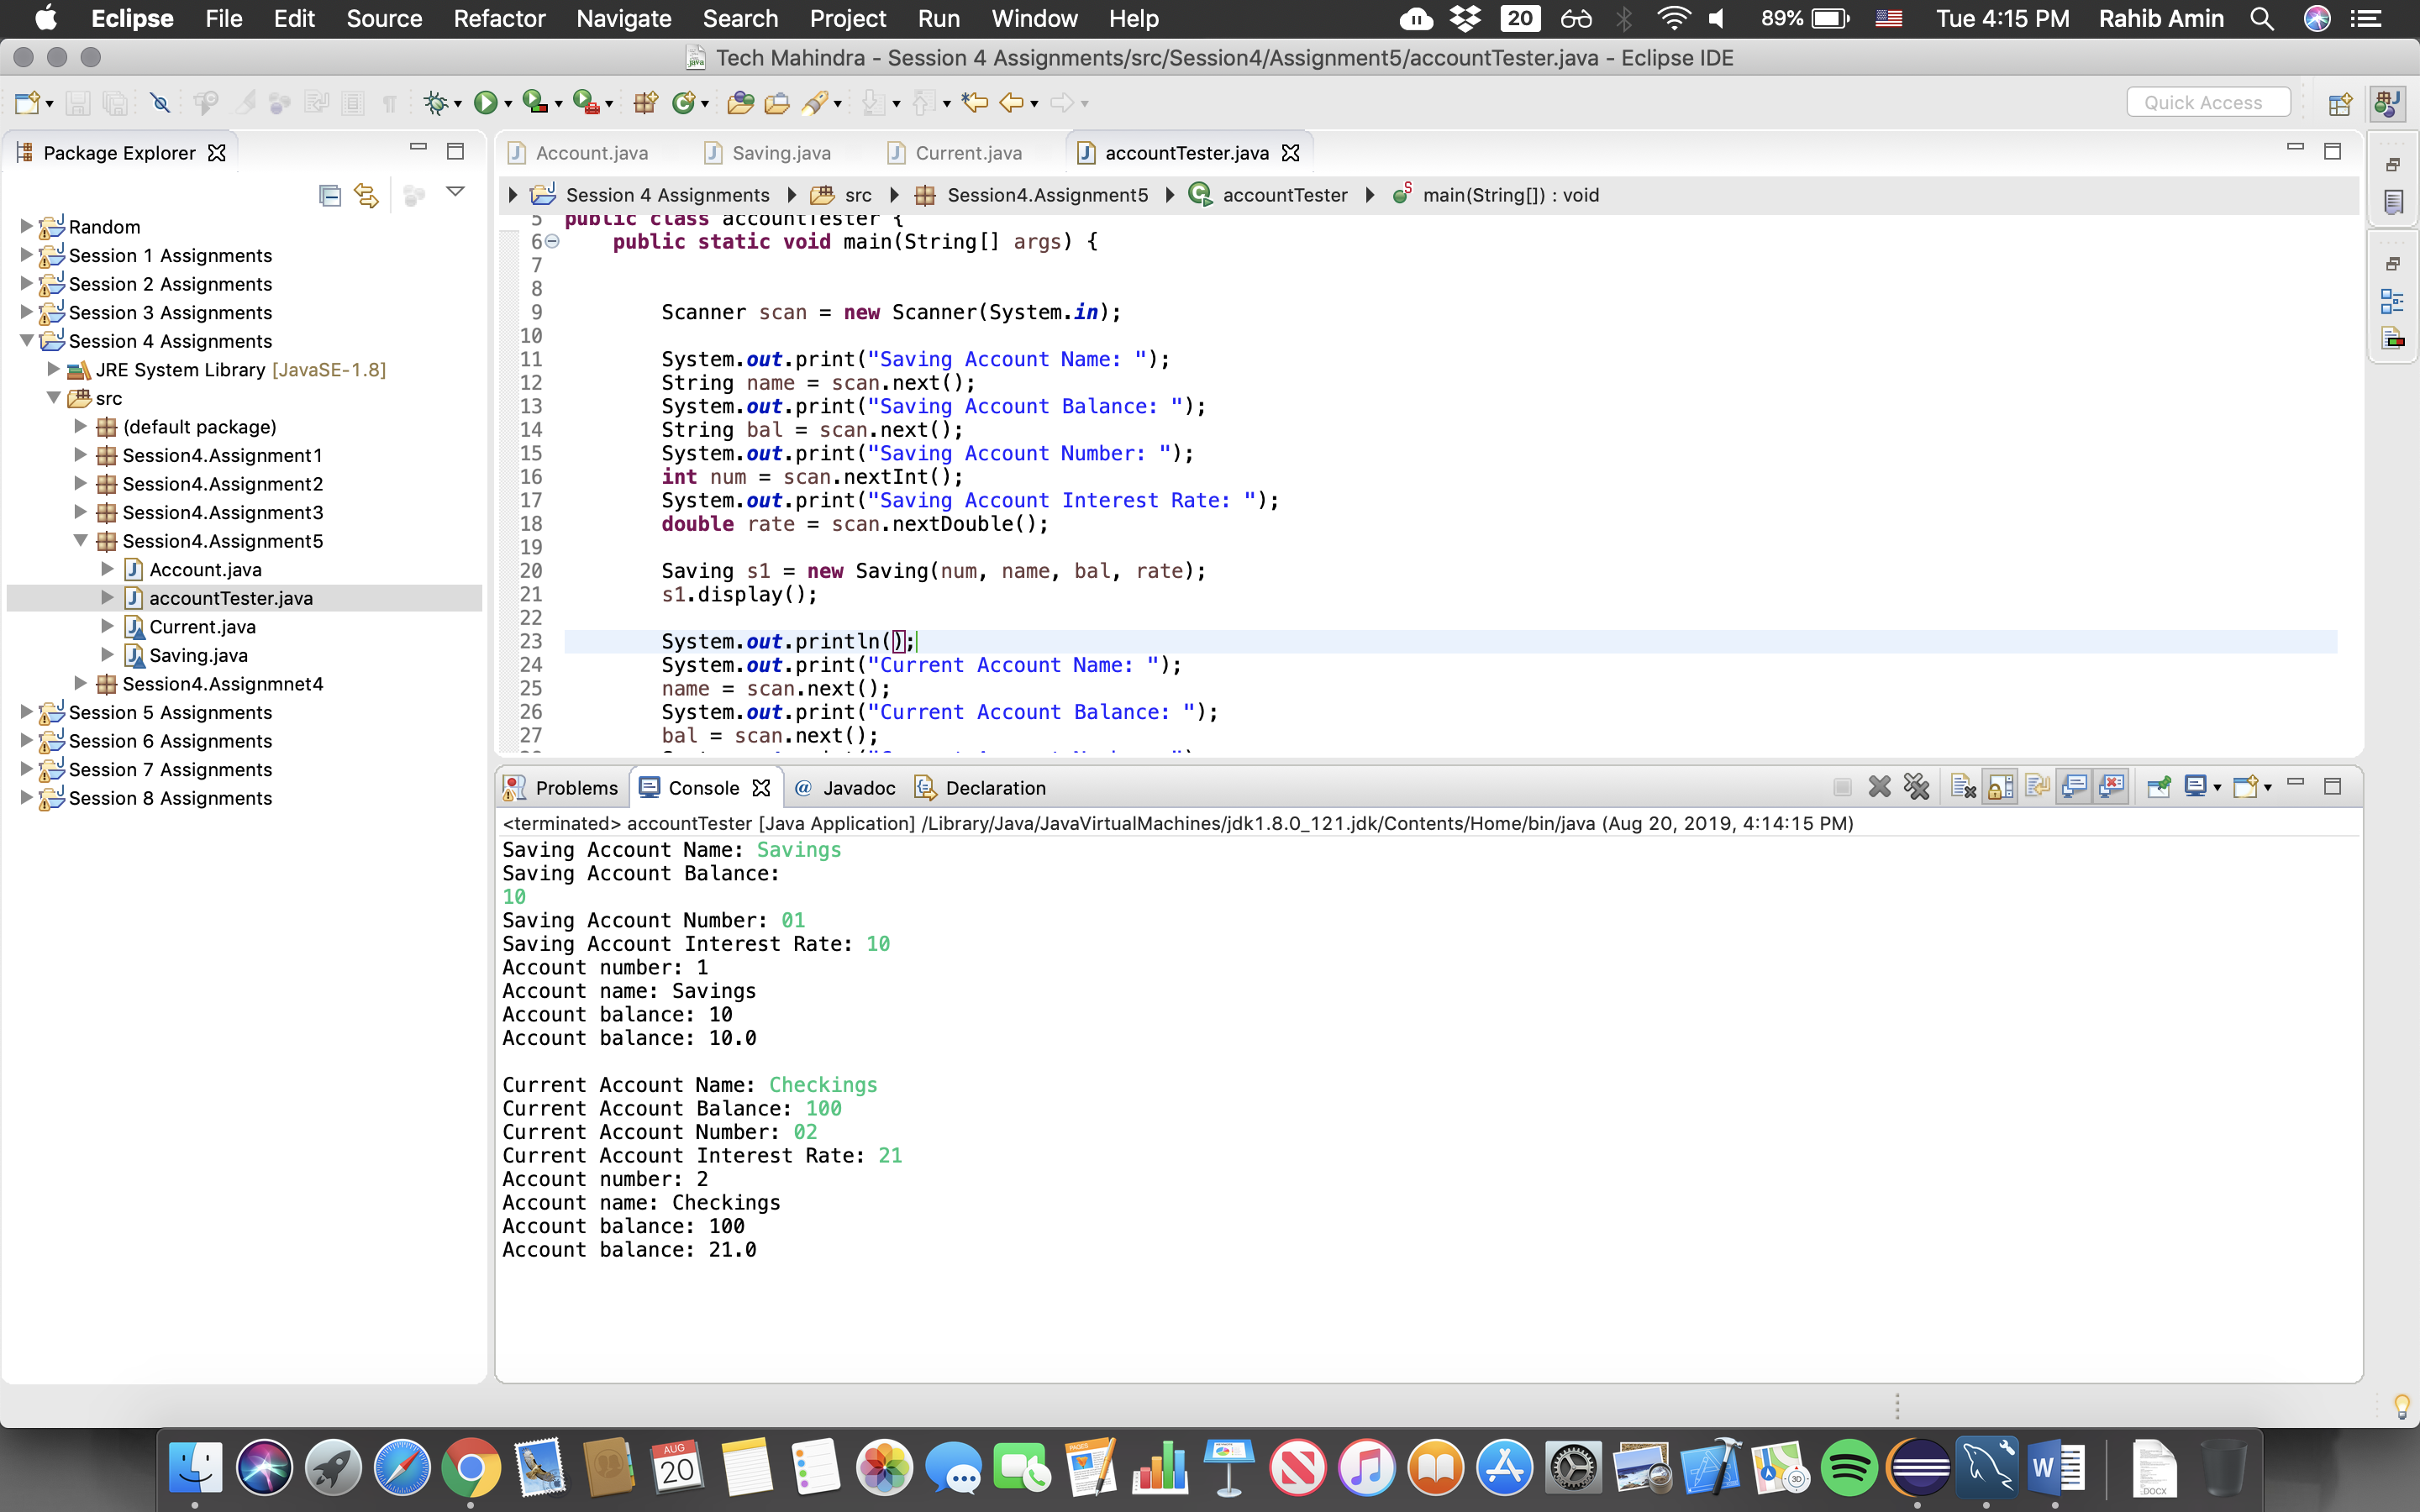 Eclipse File Edit Source Refactor Navigate Search Project Run Window Help 20 89% Tue 4:15 PM Rahib Amin
Tech Mahindra - Session 4 Assignments/src/Session4/Assignment5/accountTester.java - Eclipse IDE
Quick Access
Package Explorer
Random
Session 1 Assignments
Session 2 Assignments
Session 3 Assignments
Session 4 Assignments
JRE System Library [JavaSE-1.8]
src
(default package)
Session4.Assignment1
Session4.Assignment2
Session4.Assignment3
Session4.Assignment5
Account.java
accountTester.java
Current.java
Saving.java
Session4.Assignmnet4
Session 5 Assignments
Session 6 Assignments
Session 7 Assignments
Session 8 Assignments
Account.java Saving.java Current.java accountTester.java
Session 4 Assignments src Session4.Assignment5 accountTester main(String[]) : void
5 public class accountTester {
6 public static void main(String[] args) {
7
8
9 Scanner scan = new Scanner(System.in);
10
11 System.out.print("Saving Account Name: ");
12 String name = scan.next();
13 System.out.print("Saving Account Balance: ");
14 String bal = scan.next();
15 System.out.print("Saving Account Number: ");
16 int num = scan.nextInt();
17 System.out.print("Saving Account Interest Rate: ");
18 double rate = scan.nextDouble();
19
20 Saving s1 = new Saving(num, name, bal, rate);
21 s1.display();
22
23 System.out.println();
24 System.out.print("Current Account Name: ");
25 name = scan.next();
26 System.out.print("Current Account Balance: ");
27 bal = scan.next();
Problems Console Javadoc Declaration
<terminated> accountTester [Java Application] /Library/Java/JavaVirtualMachines/jdk1.8.0_121.jdk/Contents/Home/bin/java (Aug 20, 2019, 4:14:15 PM)
Saving Account Name: Savings
Saving Account Balance:
10
Saving Account Number: 01
Saving Account Interest Rate: 10
Account number: 1
Account name: Savings
Account balance: 10
Account balance: 10.0
Current Account Name: Checkings
Current Account Balance: 100
Current Account Number: 02
Current Account Interest Rate: 21
Account number: 2
Account name: Checkings
Account balance: 100
Account balance: 21.0
AUG
20
PAGES
3D
W
.DOCX